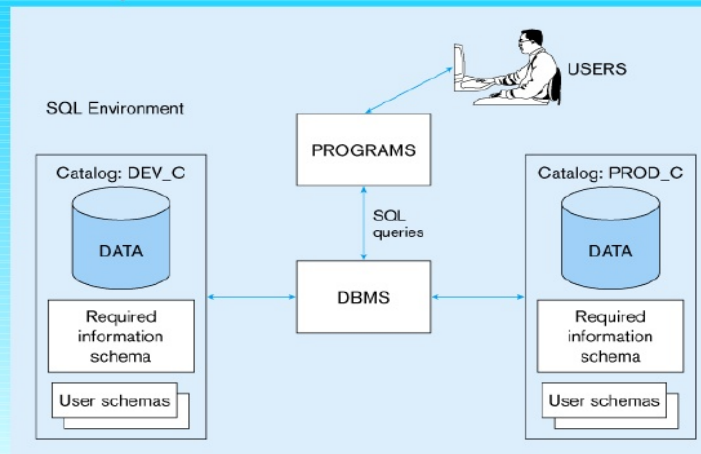 USERS
SQL Environment
PROGRAMS
Catalog: DEV_C
Catalog: PROD_C
SQL
queries
DATA
DATA
DBMS
Required
information
schema
Required
information
schema
User schemas
User schemas